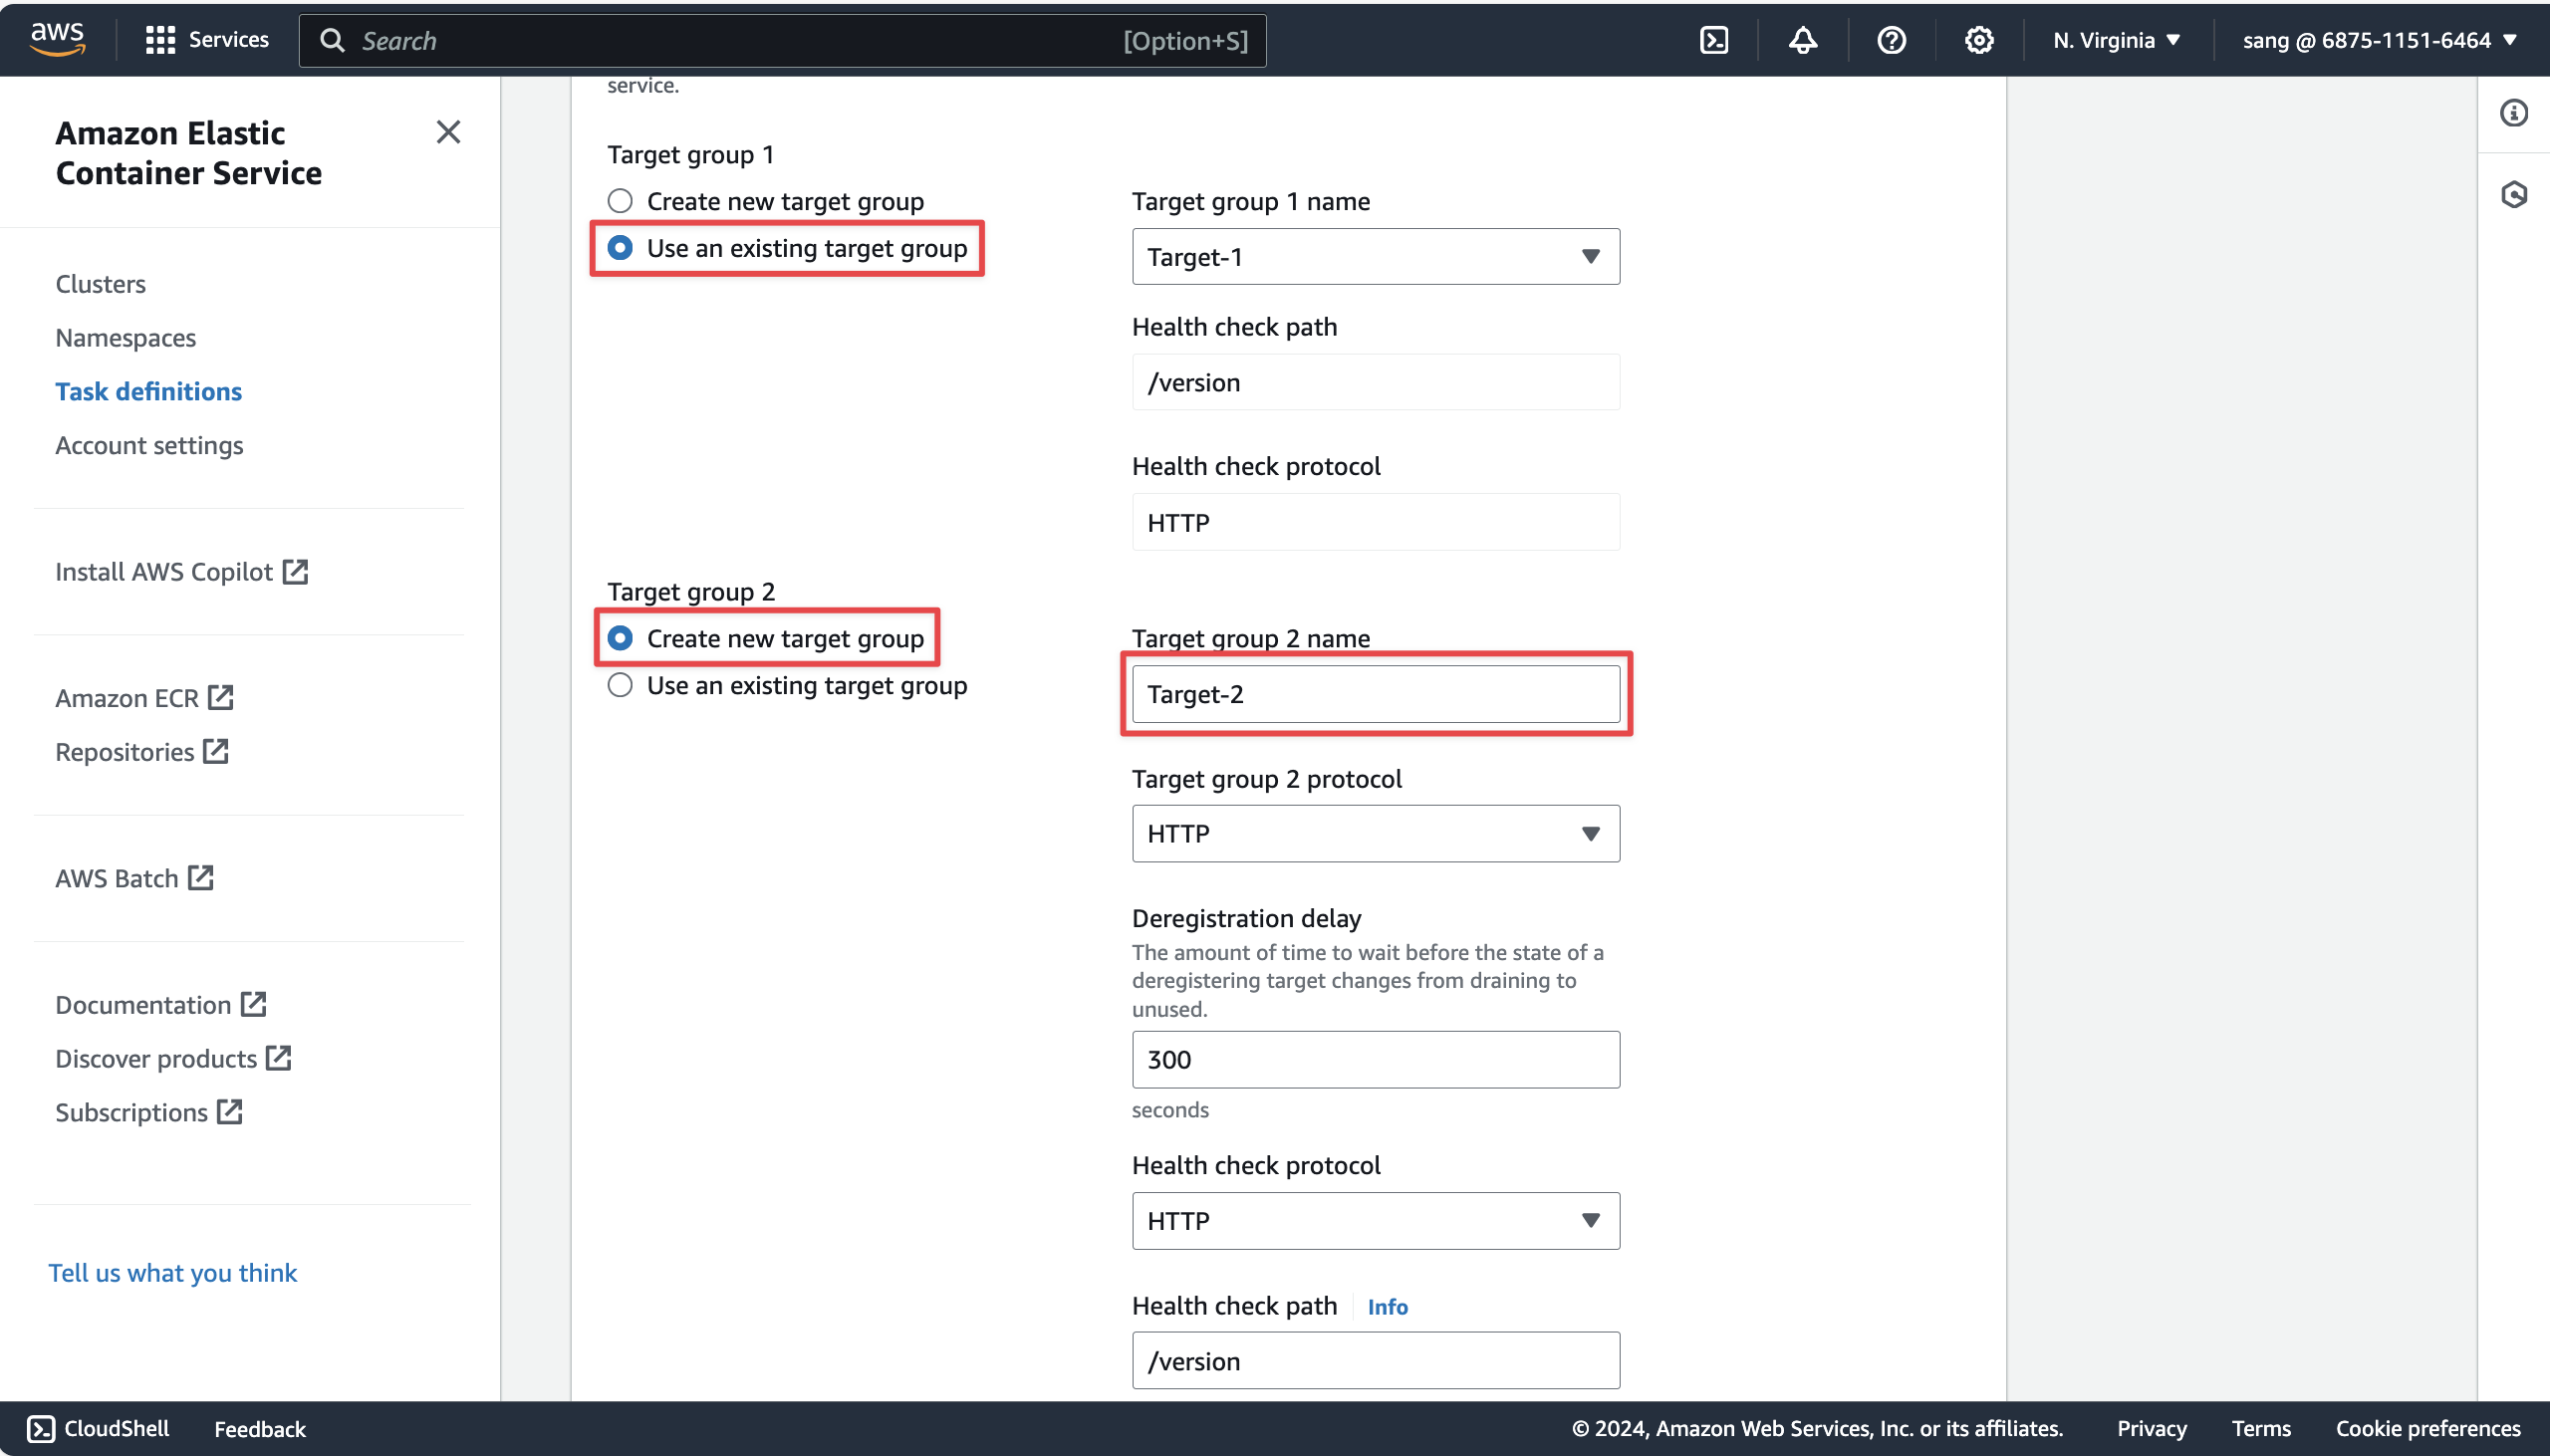 aws
Services
Search
[Option+S]
N. Virginia
sang @ 6875-1151-6464
Amazon Elastic
Container Service
Clusters
Namespaces
Task definitions
Account settings
Install AWS Copilot
Amazon ECR
Repositories
AWS Batch
Documentation
Discover products
Subscriptions
Tell us what you think
service.
Target group 1
Create new target group
Use an existing target group
Target group 1 name
Target-1
Health check path
/version
Health check protocol
HTTP
Target group 2
Create new target group
Use an existing target group
Target group 2 name
Target-2
Target group 2 protocol
HTTP
Deregistration delay
The amount of time to wait before the state of a
deregistering target changes from draining to
unused.
300
seconds
Health check protocol
HTTP
Health check path
Info
/version
CloudShell
Feedback
© 2024, Amazon Web Services, Inc. or its affiliates.
Privacy
Terms
Cookie preferences